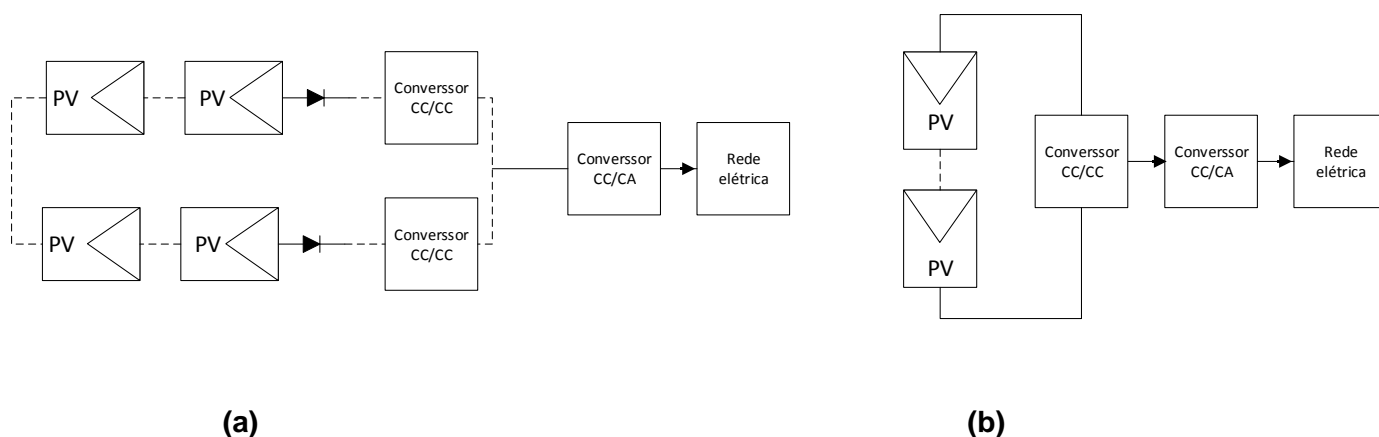 PV
PV
Converssor
CC/CC
Converssor
CC/CA
Rede
elétrica
PV
PV
Converssor
CC/CC
(a)
PV
PV
Converssor
CC/CC
Converssor
CC/CA
Rede
elétrica
(b)